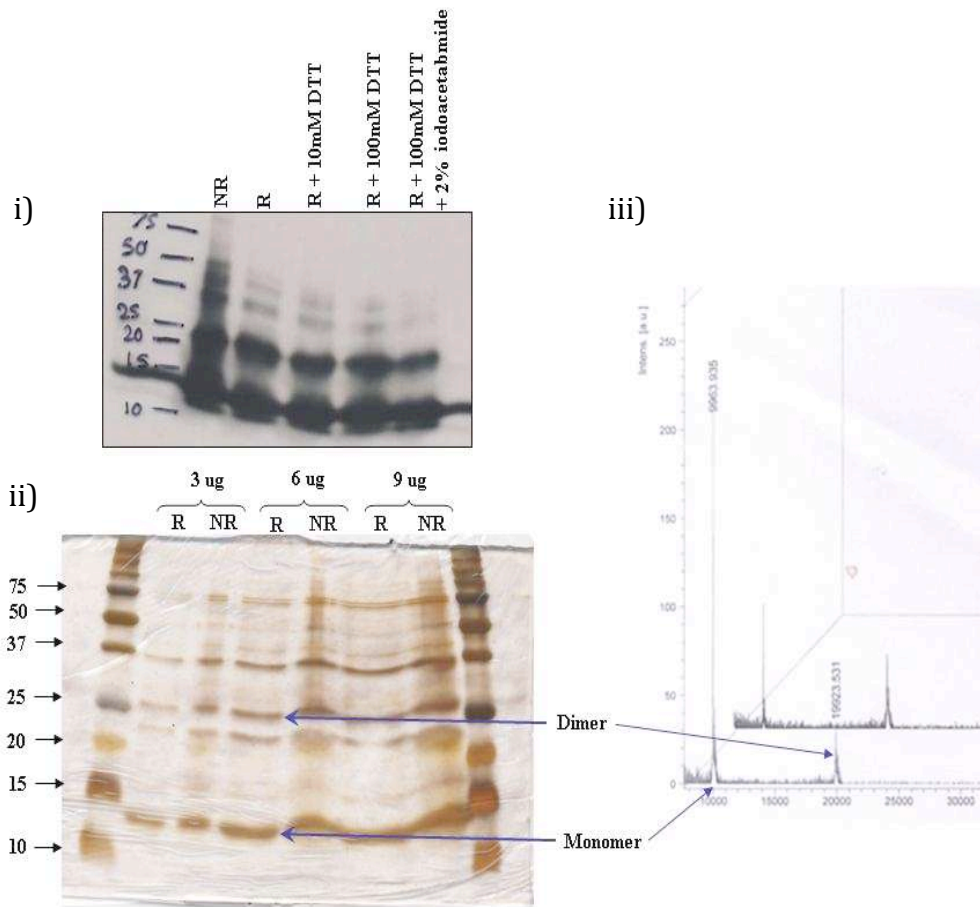 i)
NR
R
R + 10mM DTT
R + 100mM DTT
R + 100mM DTT
+ 2% iodoacetabmide
75
50
37
25
20
15
10
ii)
3 ug
6 ug
9 ug
R
NR
R
NR
R
NR
75
50
37
25
20
15
10
Dimer
Monomer
iii)
Intens. [a.u.]
250
200
150
100
50
0
9963.935
19923.531
10000
15000
20000
25000
30000